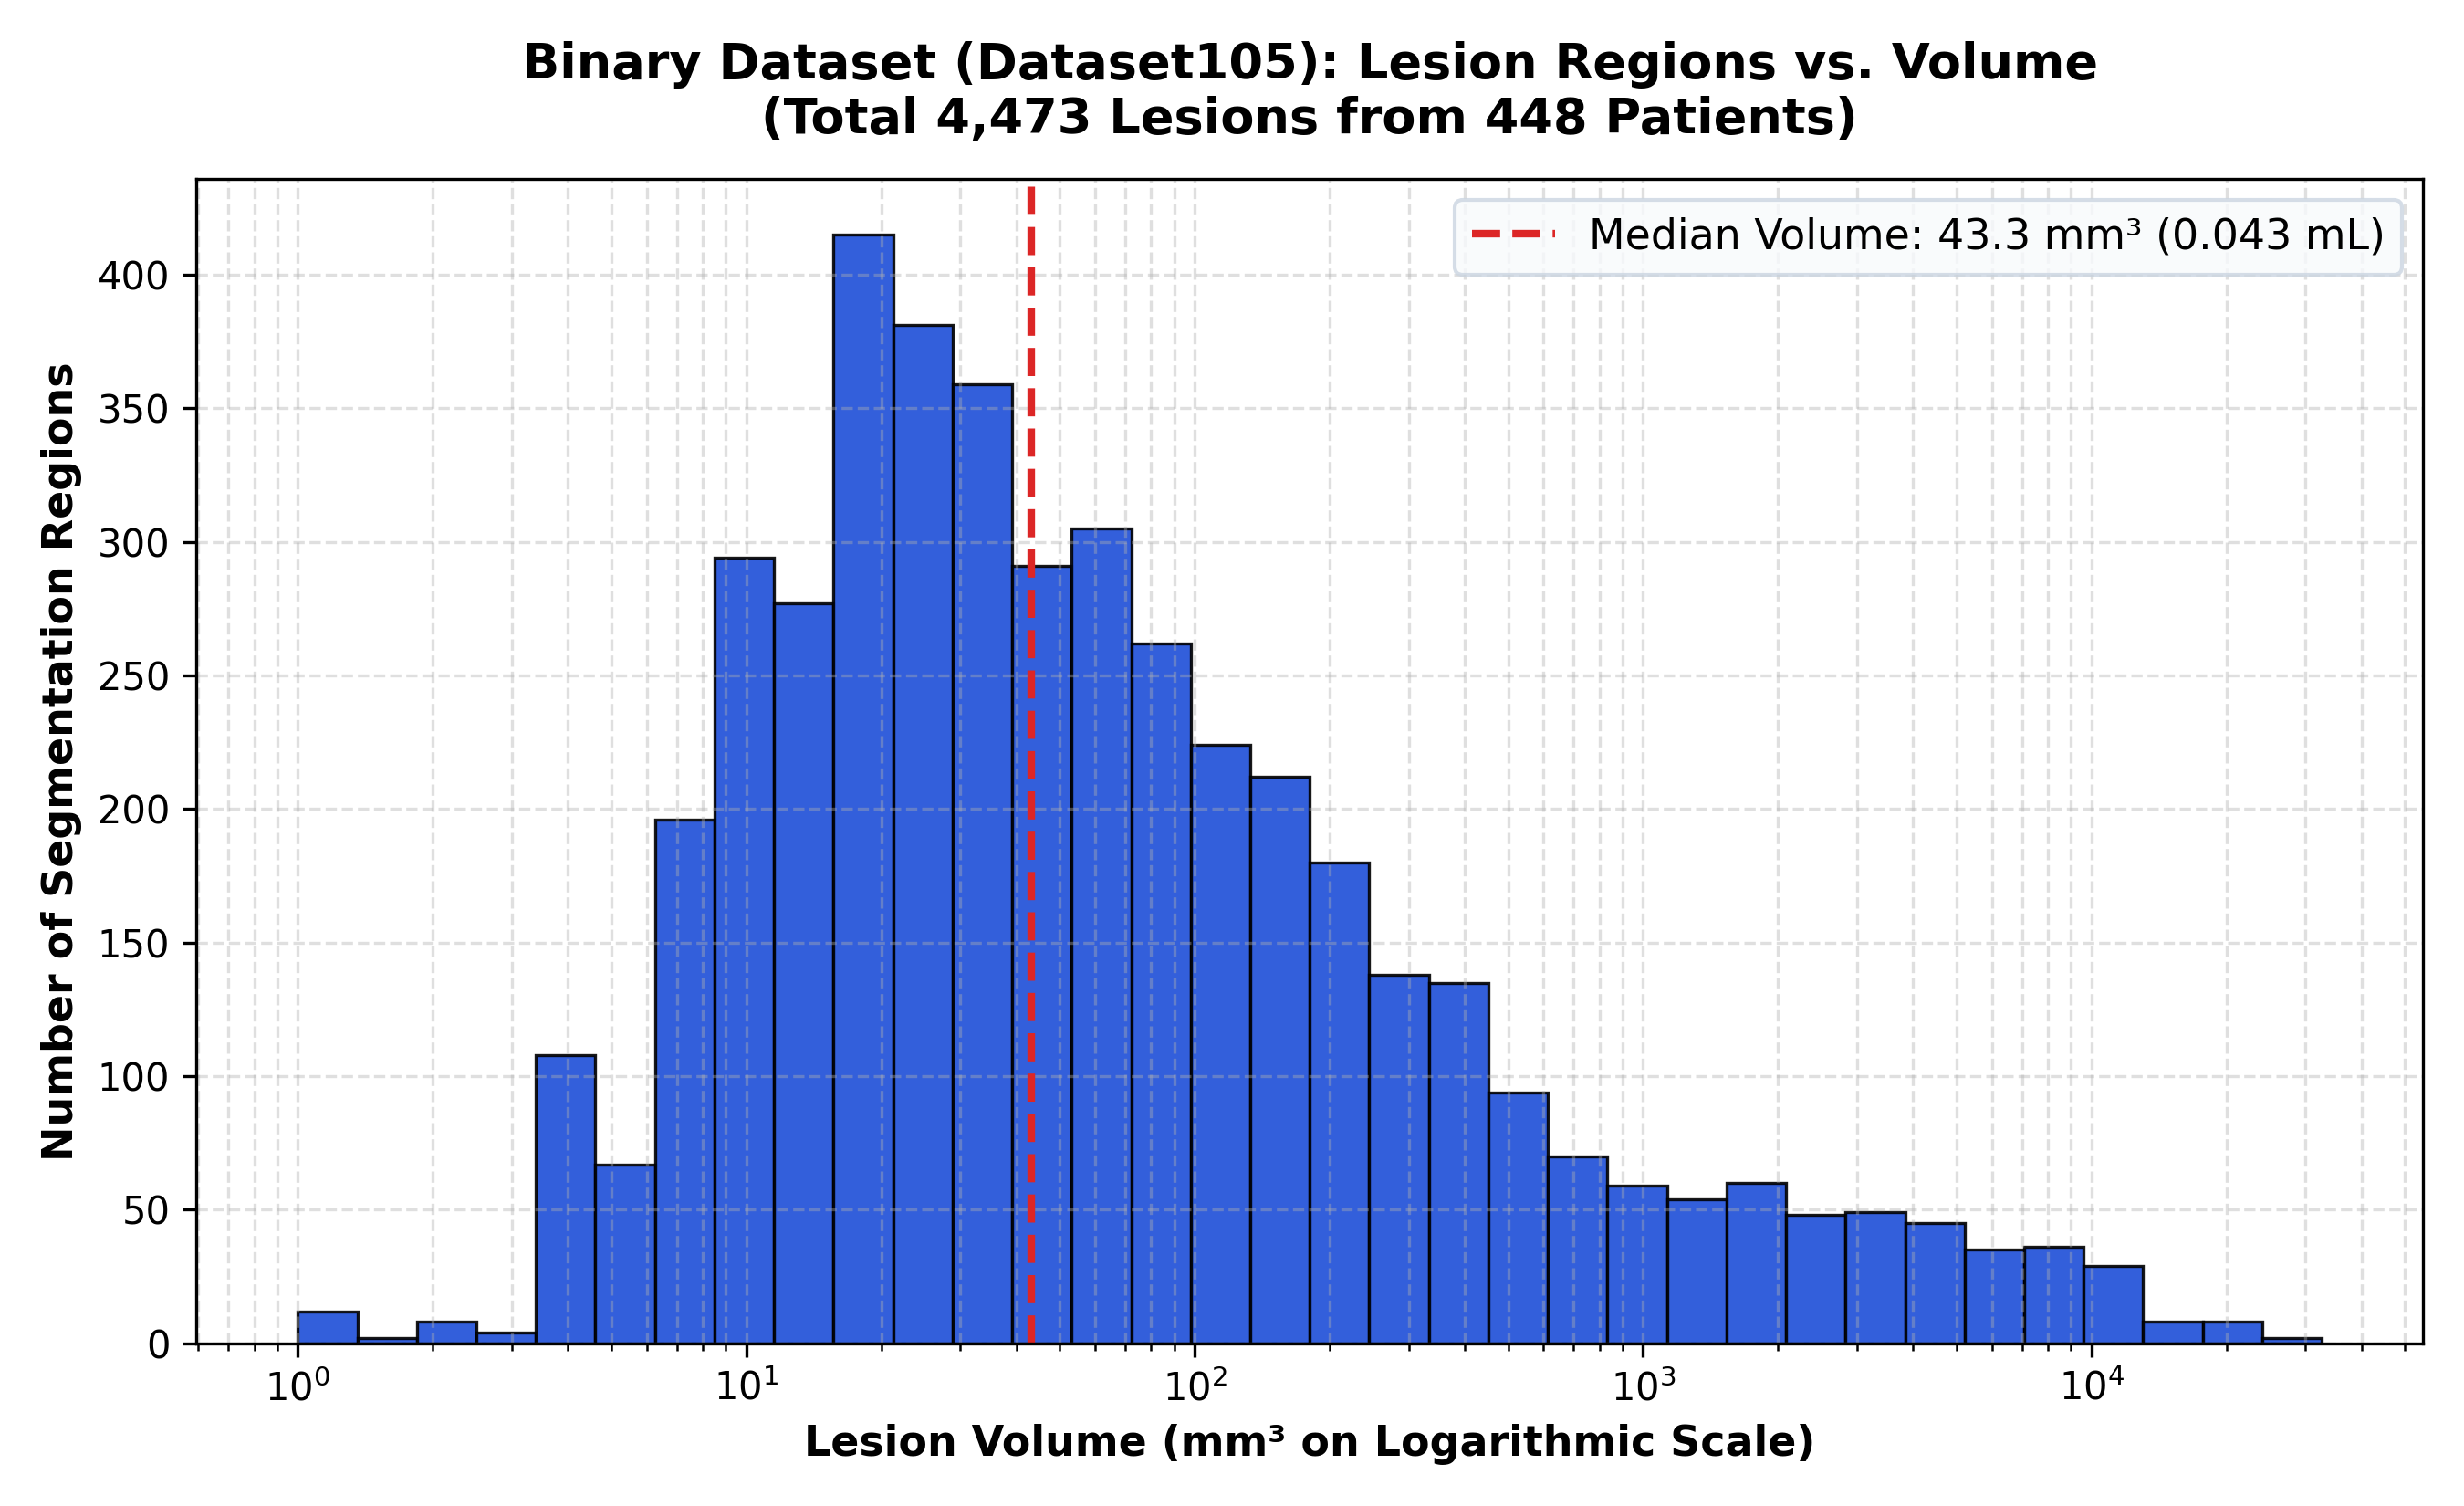 Binary Dataset (Dataset105): Lesion Regions vs. Volume
(Total 4,473 Lesions from 448 Patients)
Median Volume: 43.3 mm³ (0.043 mL)
Number of Segmentation Regions
400
350
300
250
200
150
100
50
0
10⁰ 10¹ 10² 10³ 10⁴
Lesion Volume (mm³ on Logarithmic Scale)